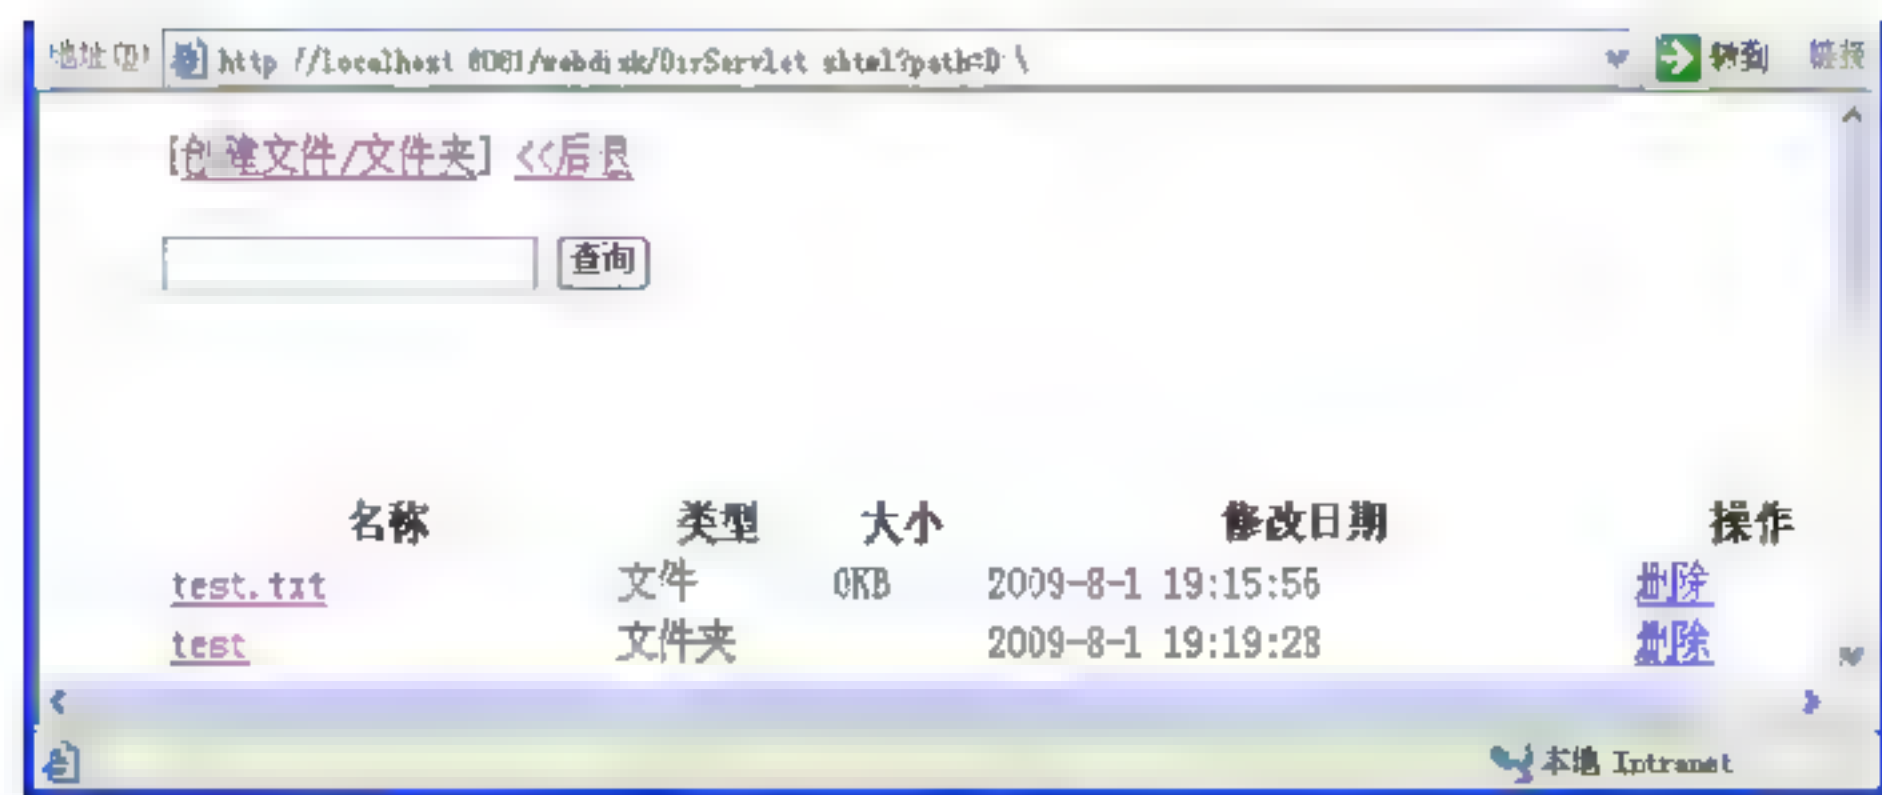 地址(D) http //localhost 8081/webdisk/DirServlet shtml?path=D \ 转到 链接
[创建文件/文件夹] <<后退
查询
名称 类型 大小 修改日期 操作
test.txt 文件 0KB 2009-8-1 19:15:56 删除
test 文件夹 2009-8-1 19:19:28 删除
本地 Intranet